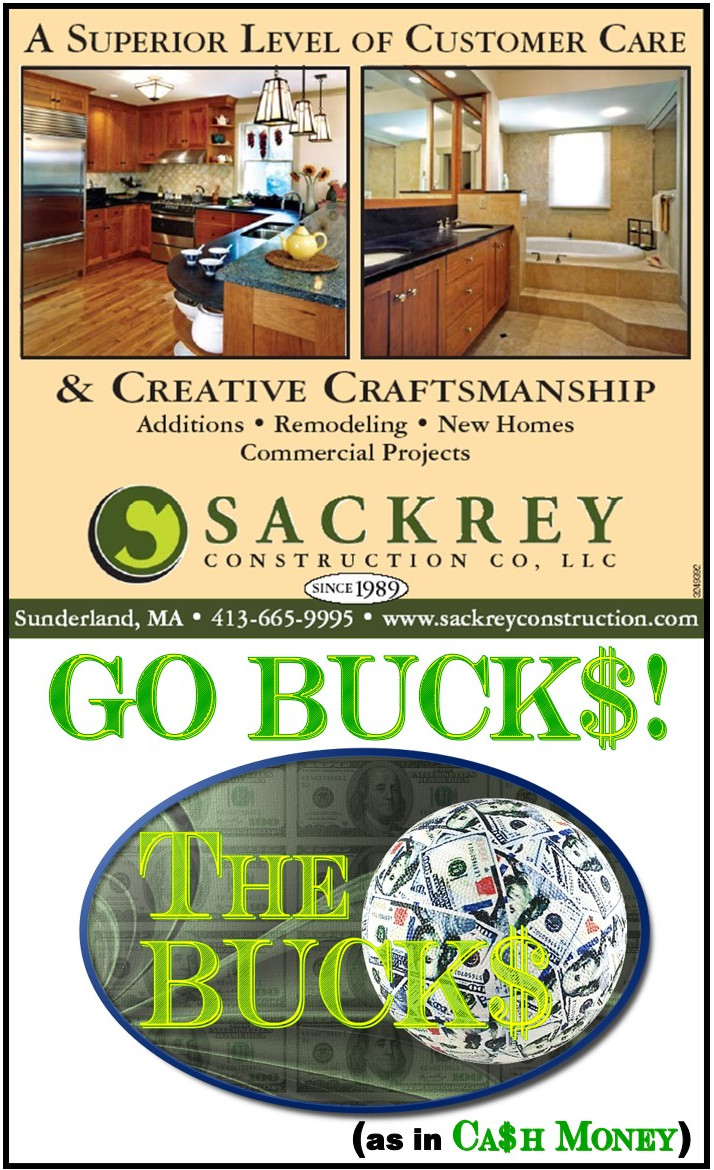 A SUPERIOR LEVEL OF CUSTOMER CARE
& CREATIVE CRAFTSMANSHIP
Additions • Remodeling • New Homes
Commercial Projects
SACKREY
CONSTRUCTION CO, LLC
SINCE 1989
3249392
Sunderland, MA • 413-665-9995 • www.sackreyconstruction.com
GO BUCK$!
THE
BUCK$
(as in CA$H MONEY)